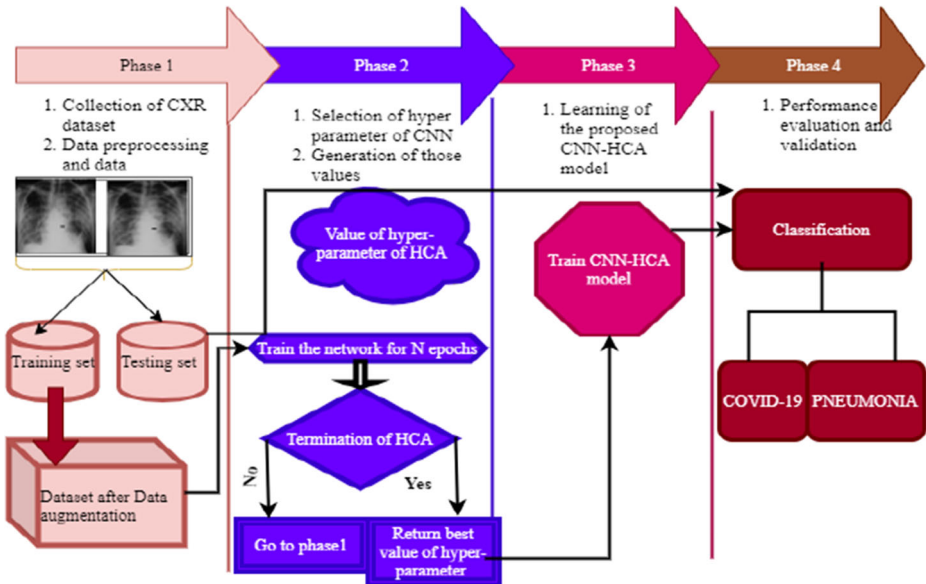 Phase 1
Phase 2
Phase 3
Phase 4
1. Collection of CXR
dataset
2. Data preprocessing
and data
1. Selection of hyper
parameter of CNN
2. Generation of those
values
1. Learning of
the proposed
CNN-HCA
model
1. Performance
evaluation and
validation
Value of hyper-
parameter of HCA
Train CNN-HCA
model
Classification
Training set
Testing set
Train the network for N epochs
COVID-19
PNEUMONIA
Termination of HCA
No
Yes
Dataset after Data
augmentation
Go to phase1
Return best
value of hyper-
parameter